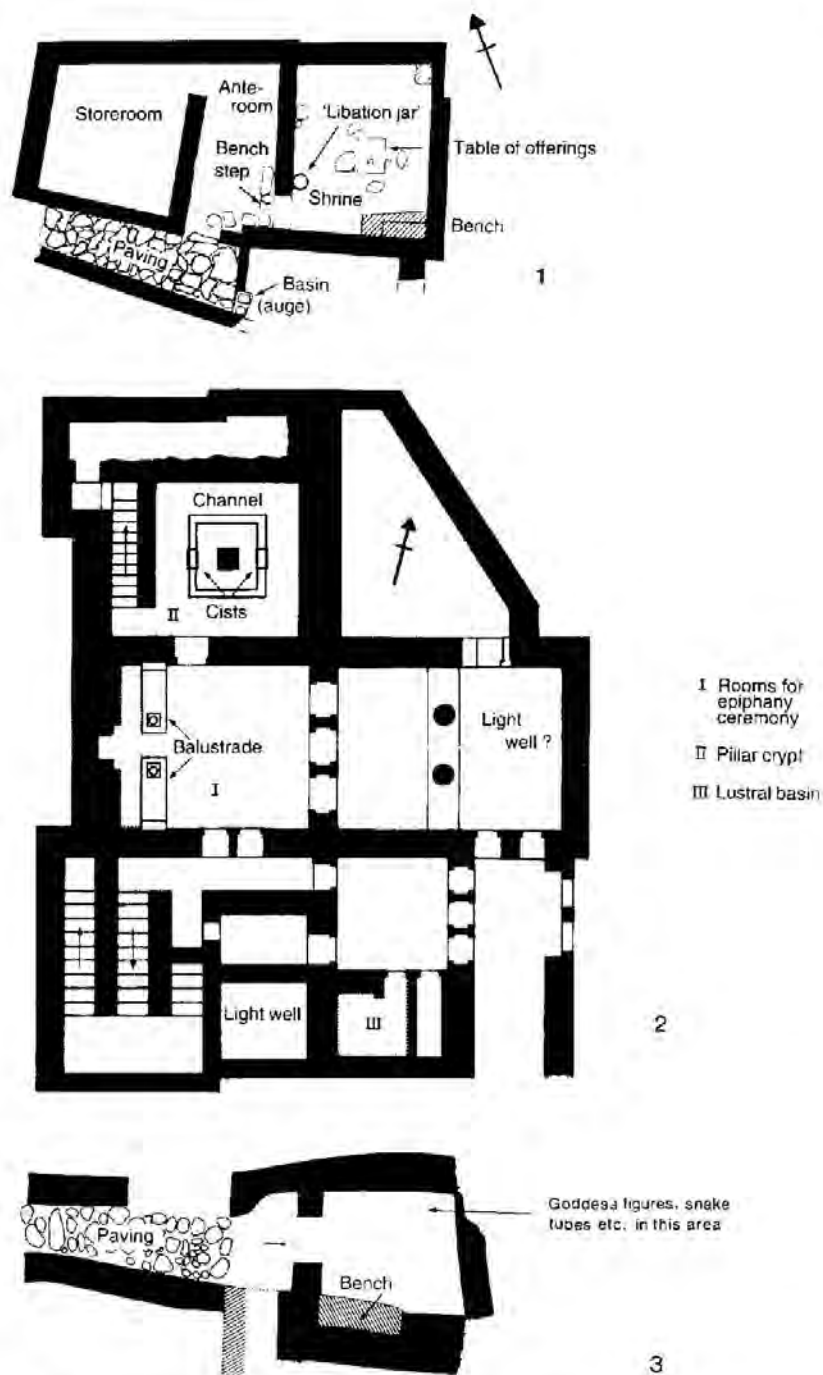 Storeroom
Ante-
room
'Libation jar'
Bench
step
Table of offerings
Shrine
Bench
Paving
Basin
(auge)
1
Channel
II
Cists
Balustrade
I
Light
well ?
I Rooms for
epiphany
ceremony
II Pillar crypt
III Lustral basin
Light well
III
2
Goddess figures, snake
tubes etc. in this area
Paving
Bench
3